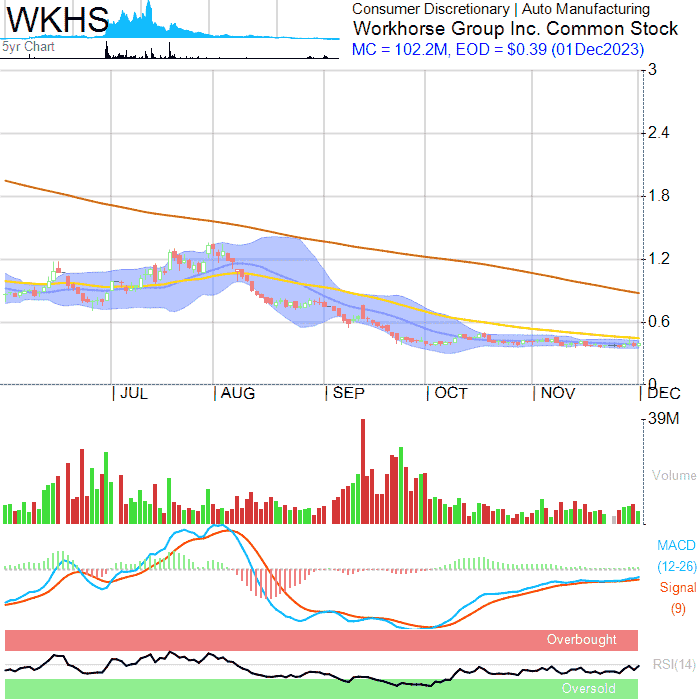 WKHS
5yr Chart
Consumer Discretionary | Auto Manufacturing
Workhorse Group Inc. Common Stock
MC = 102.2M, EOD = $0.39 (01Dec2023)
3
2.4
1.8
1.2
0.6
0
JUL AUG SEP OCT NOV DEC
39M
Volume
MACD
(12-26)
Signal
(9)
Overbought
RSI(14)
Oversold